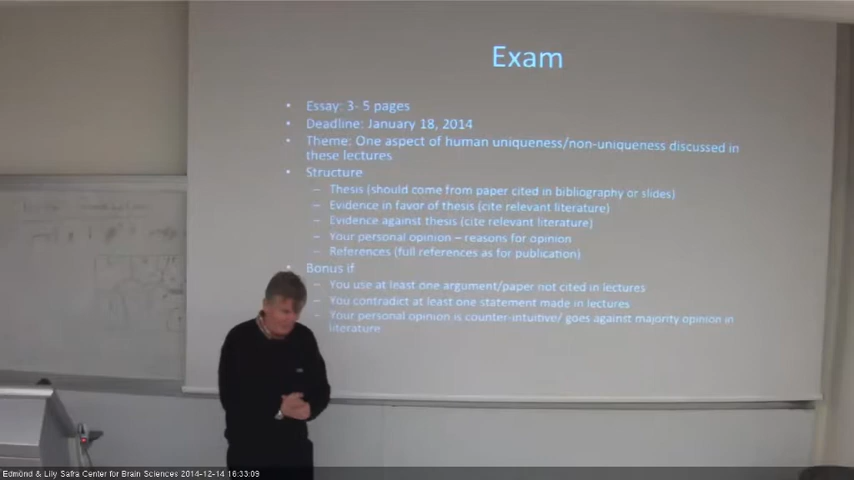 Exam
• Essay: 3- 5 pages
• Deadline: January 18, 2014
• Theme: One aspect of human uniqueness/non-uniqueness discussed in
these lectures
• Structure
– Thesis (should come from paper cited in bibliography or slides)
– Evidence in favor of thesis (cite relevant literature)
– Evidence against thesis (cite relevant literature)
– Your personal opinion – reasons for opinion
– References (full references as for publication)
• Bonus if
– You use at least one argument/paper not cited in lectures
– You contradict at least one statement made in lectures
– Your personal opinion is counter-intuitive/ goes against majority opinion in
literature
Edmond & Lily Safra Center for Brain Sciences 2014-12-14 16:33:09